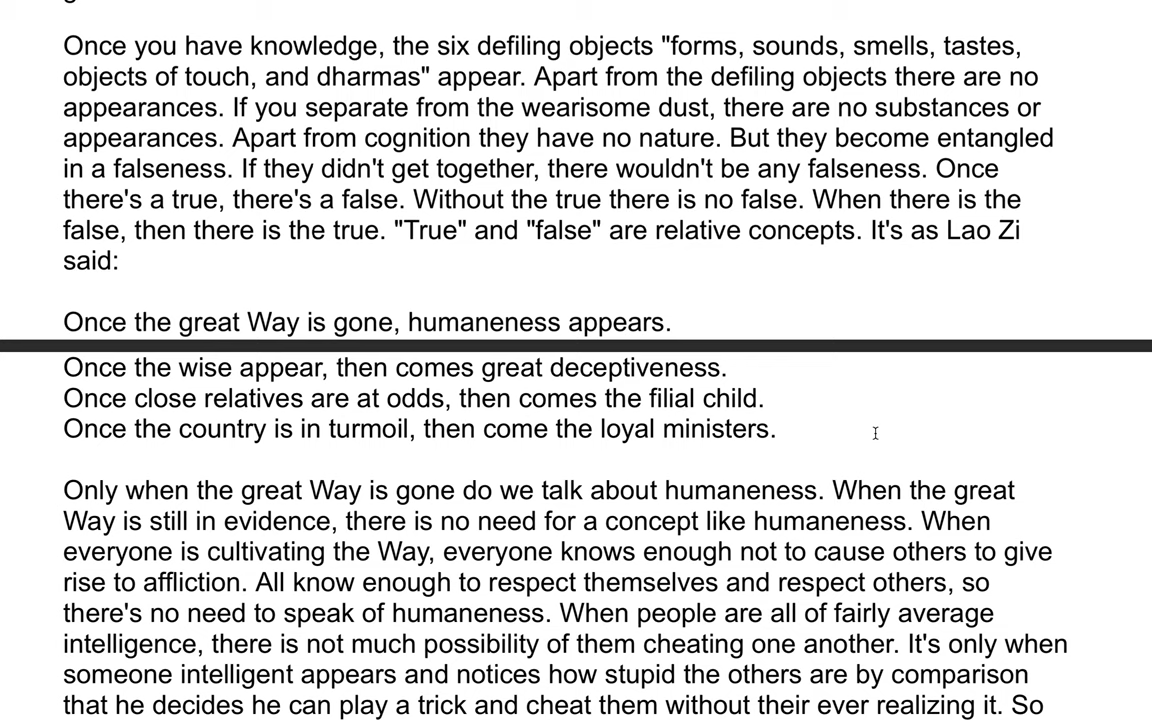 Once you have knowledge, the six defiling objects "forms, sounds, smells, tastes,
objects of touch, and dharmas" appear. Apart from the defiling objects there are no
appearances. If you separate from the wearisome dust, there are no substances or
appearances. Apart from cognition they have no nature. But they become entangled
in a falseness. If they didn't get together, there wouldn't be any falseness. Once
there's a true, there's a false. Without the true there is no false. When there is the
false, then there is the true. "True" and "false" are relative concepts. It's as Lao Zi
said:
Once the great Way is gone, humaneness appears.
Once the wise appear, then comes great deceptiveness.
Once close relatives are at odds, then comes the filial child.
Once the country is in turmoil, then come the loyal ministers.
Only when the great Way is gone do we talk about humaneness. When the great
Way is still in evidence, there is no need for a concept like humaneness. When
everyone is cultivating the Way, everyone knows enough not to cause others to give
rise to affliction. All know enough to respect themselves and respect others, so
there's no need to speak of humaneness. When people are all of fairly average
intelligence, there is not much possibility of them cheating one another. It's only when
someone intelligent appears and notices how stupid the others are by comparison
that he decides he can play a trick and cheat them without their ever realizing it. So